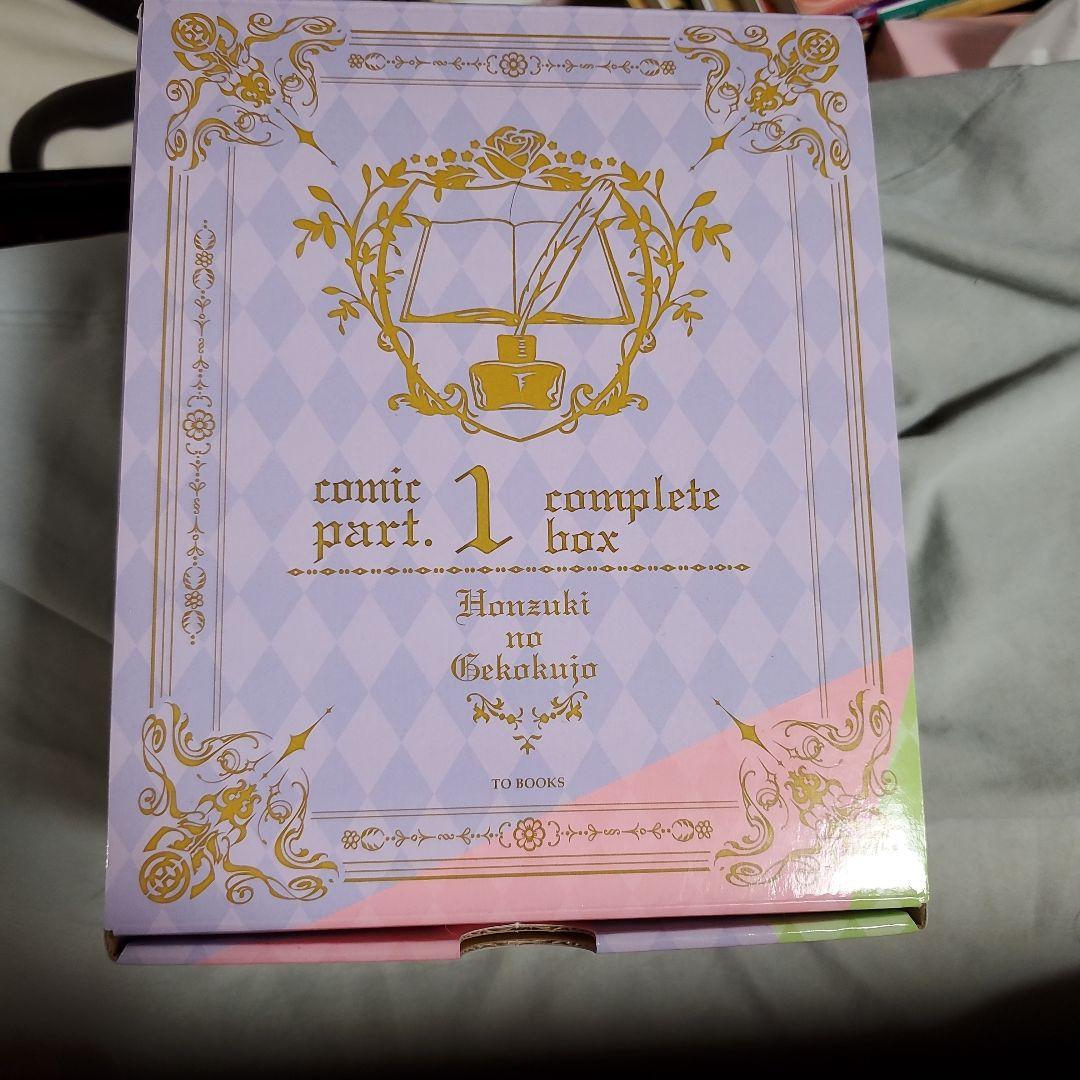 comic
part.
1
complete
box
Honzuki
no
Gekokujo
TO BOOKS